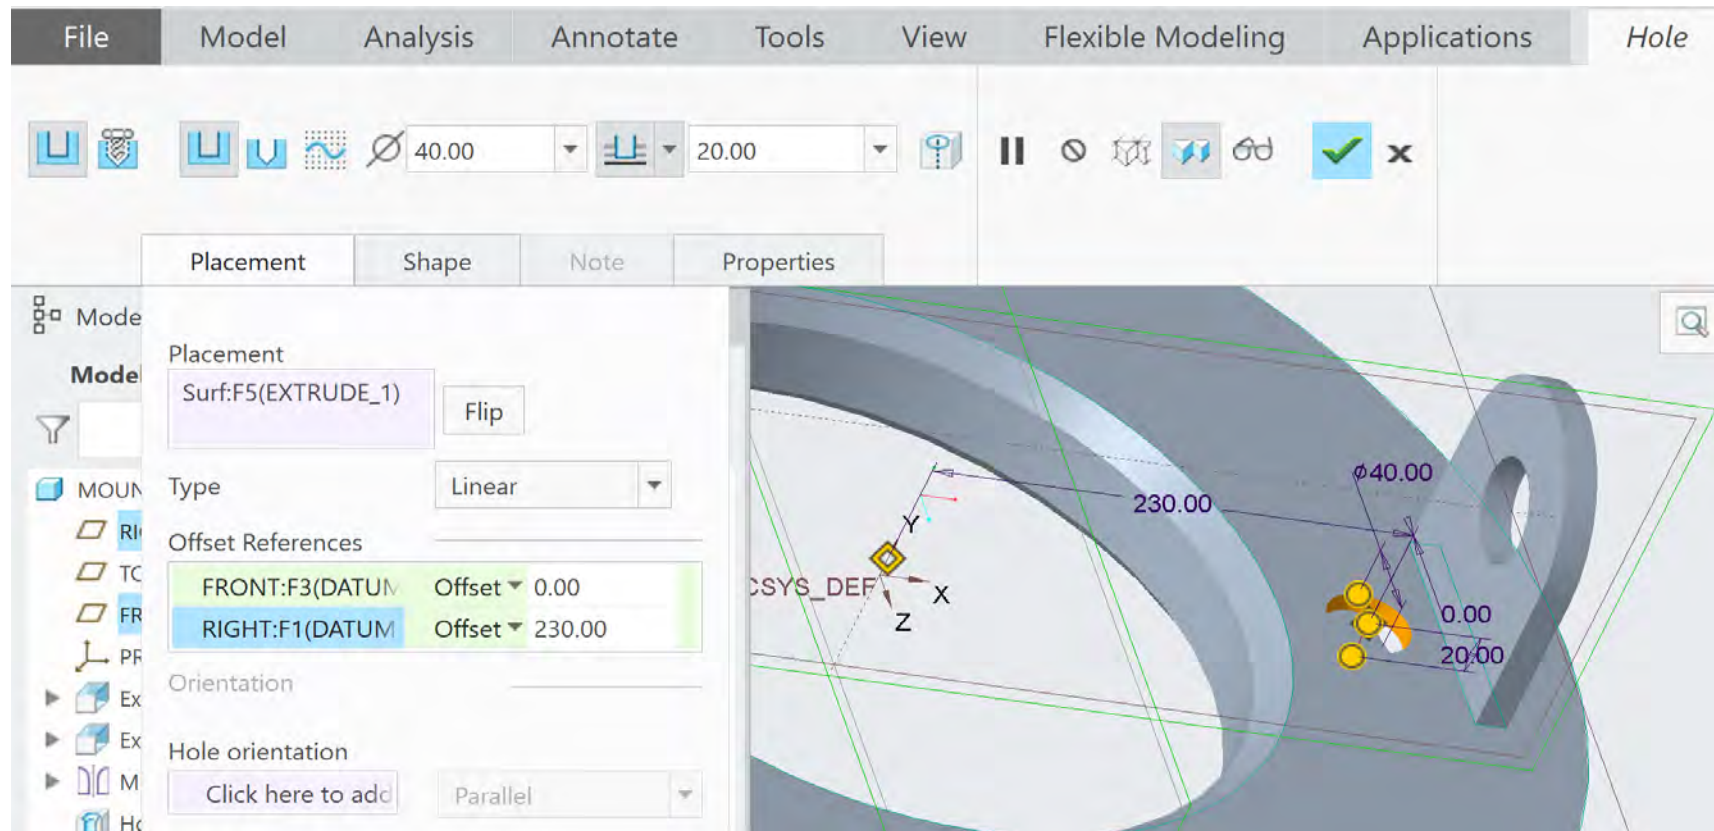 File Model Analysis Annotate Tools View Flexible Modeling Applications Hole
40.00 20.00
Placement Shape Note Properties
Mode
Placement
Mode
Surf:F5(EXTRUDE_1)
Flip
MOUN
Type Linear
RI
Offset References
TO
FRONT:F3(DATUM Offset 0.00
FR
RIGHT:F1(DATUM Offset 230.00
PR
Orientation
Ex
Ex
Hole orientation
M
Click here to add Parallel
Ho
ø40.00
230.00
Y
CSYS_DEF
X
Z
0.00
20.00